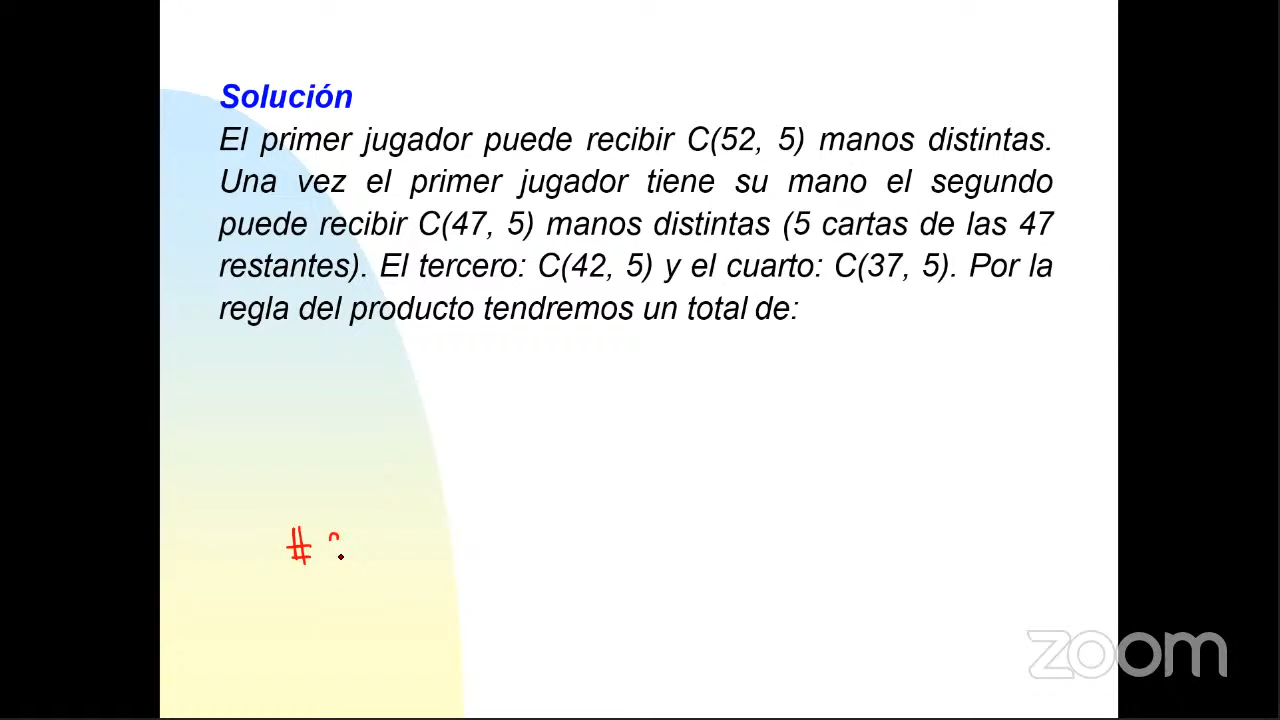 Solución
El primer jugador puede recibir C(52, 5) manos distintas.
Una vez el primer jugador tiene su mano el segundo
puede recibir C(47, 5) manos distintas (5 cartas de las 47
restantes). El tercero: C(42, 5) y el cuarto: C(37, 5). Por la
regla del producto tendremos un total de:
#
zoom